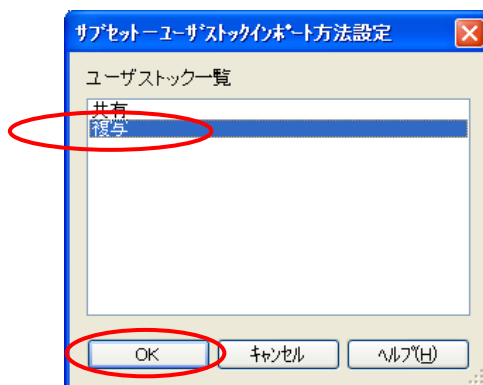 ｻﾌﾞｾｯﾄーﾕｰｻﾞｽﾄｯｸｲﾝﾎﾟｰﾄ方法設定
ユーザストック一覧
共有
複写
OK
ｷｬﾝｾﾙ
ﾍﾙﾌﾟ(H)